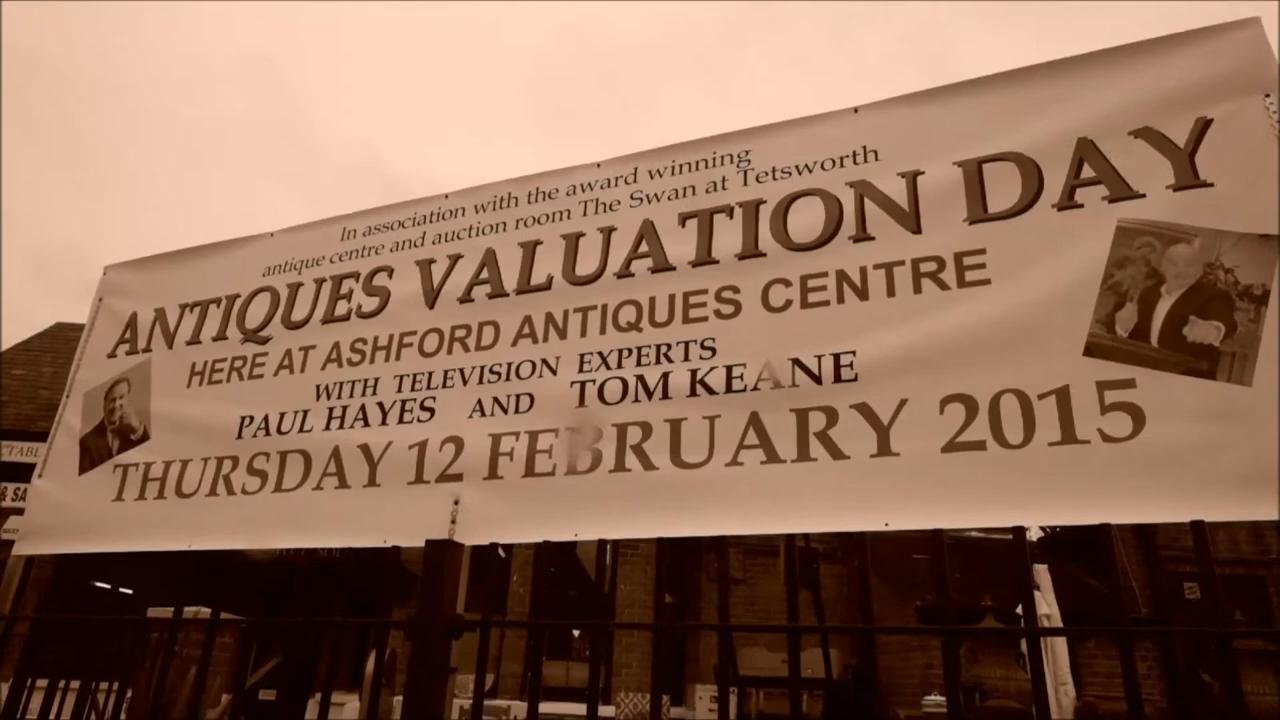 In association with the award winning
antique centre and auction room The Swan at Tetsworth
ANTIQUES VALUATION DAY
HERE AT ASHFORD ANTIQUES CENTRE
WITH TELEVISION EXPERTS
PAUL HAYES AND TOM KEANE
THURSDAY 12 FEBRUARY 2015
& SA